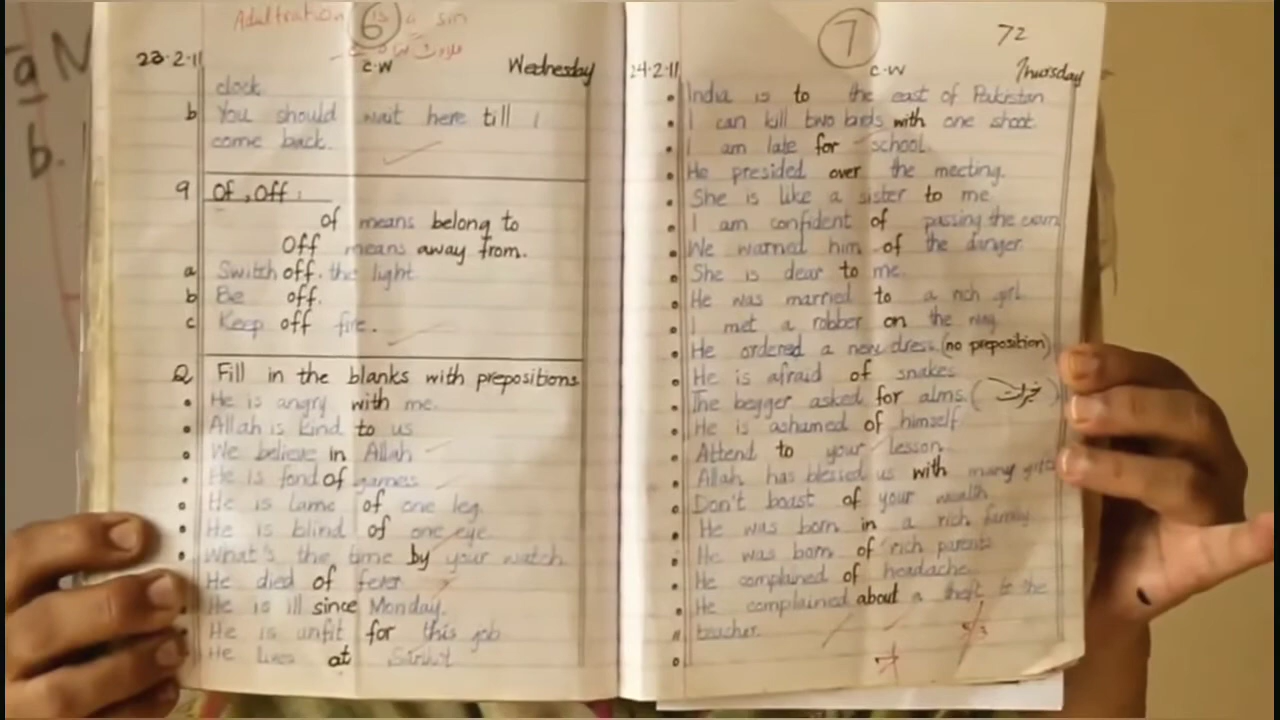 a N
b.
Adultration is a sin
6
23-2-11 c.w Wednesday
clock
b You should wait here till I
come back.
9 Of, Off:
Of means belong to
Off means away from.
a Switch off the light
b Be off.
c Keep off fire.
Q Fill in the blanks with prepositions
He is angry with me.
Allah is kind to us
We believe in Allah
He is fond of games
He is lame of one leg
He is blind of one eye
What's the time by your watch
He died of fever
He is ill since Monday.
He is unfit for this job
He lives at
7
72
24-2-11 c.w Thursday
India is to the east of Pakistan
I can kill two birds with one shoot
I am late for school.
He presided over the meeting.
She is like a sister to me
I am confident of passing the exam
We warned him of the danger.
She is dear to me.
He was married to a rich girl
I met a robber on the way
He ordered a new dress (no preposition)
He is afraid of snakes
The begger asked for alms. (خیرات)
He is ashamed of himself
Attend to your lesson
Allah has blessed us with many gifts
Don't boast of your wealth
He was born in a rich family
He was born of rich parents
He complained of headache
He complained about a theft to the
teacher.